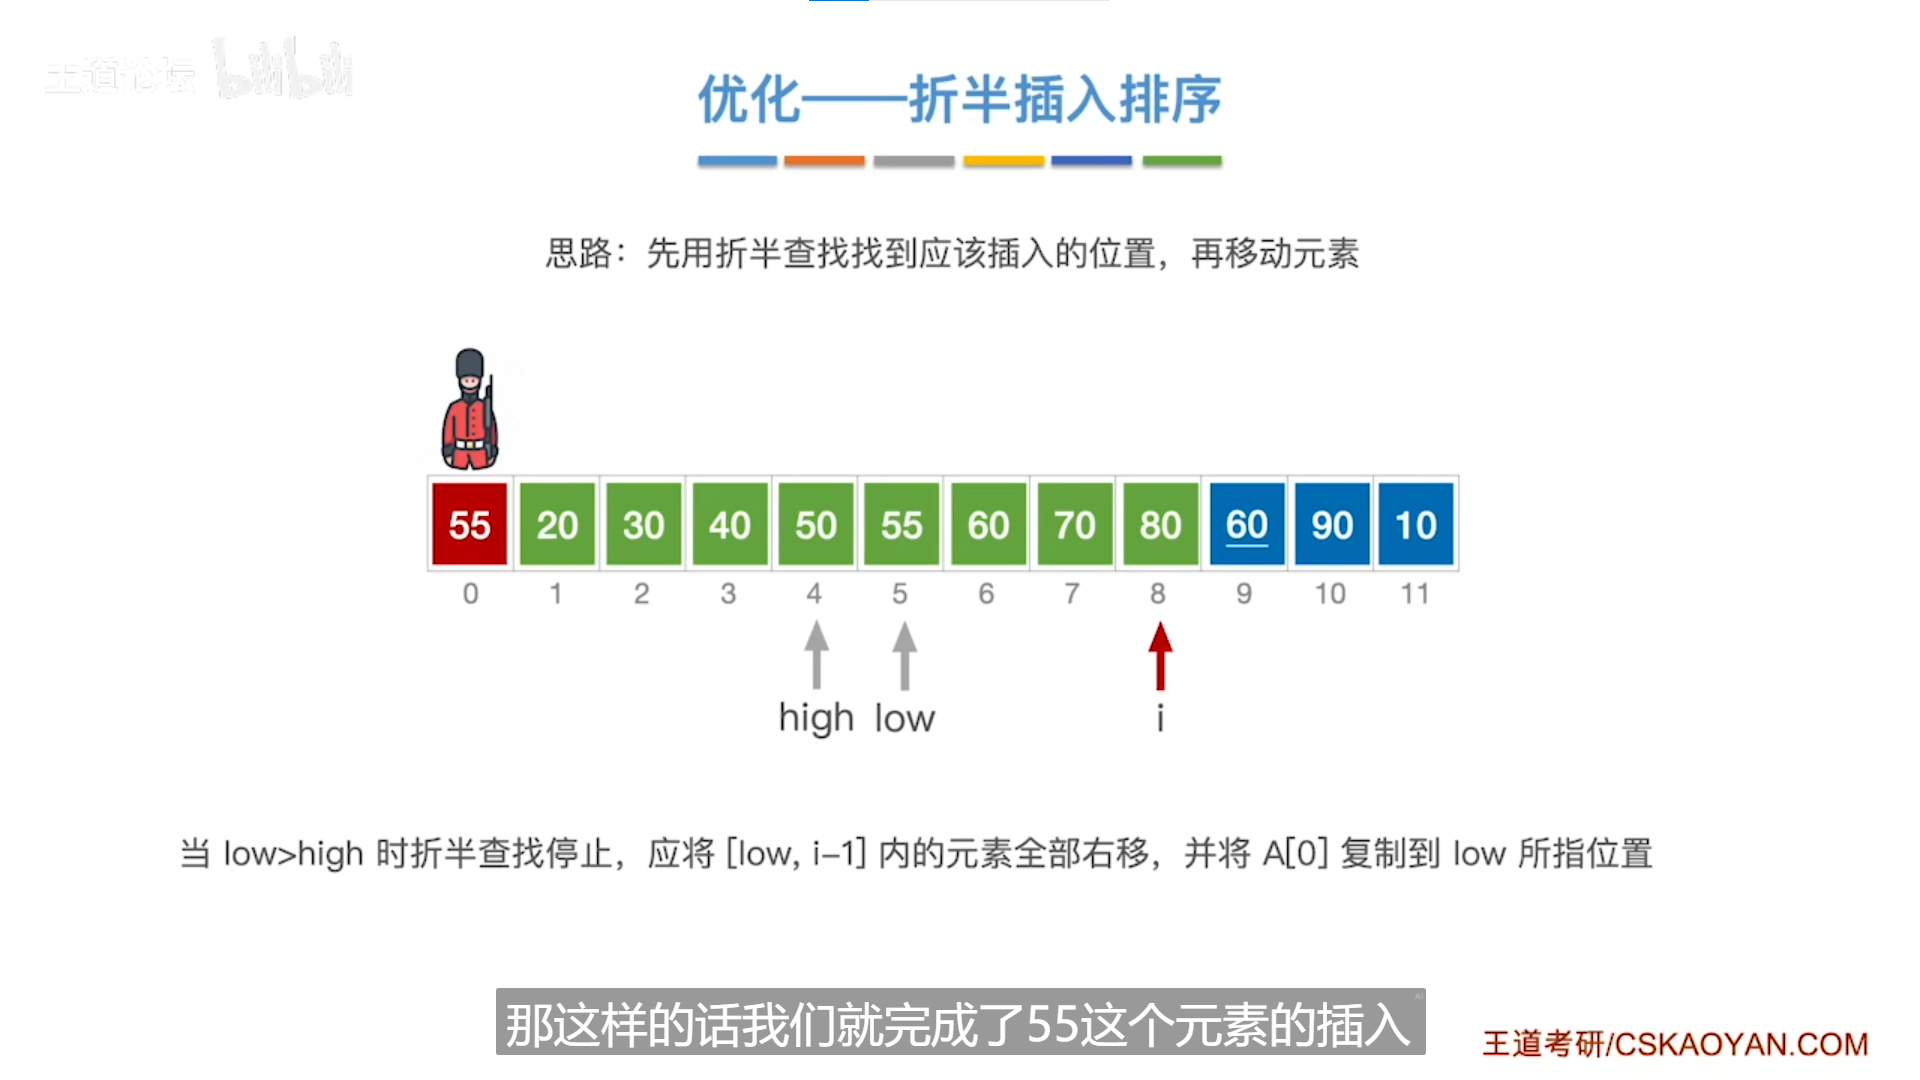 王道论坛 bilibili
优化——折半插入排序
思路：先用折半查找找到应该插入的位置，再移动元素
55 20 30 40 50 55 60 70 80 60 90 10
0 1 2 3 4 5 6 7 8 9 10 11
high low i
当 low>high 时折半查找停止，应将 [low, i-1] 内的元素全部右移，并将 A[0] 复制到 low 所指位置
那这样的话我们就完成了55这个元素的插入
AI
王道考研/CSKAOYAN.COM